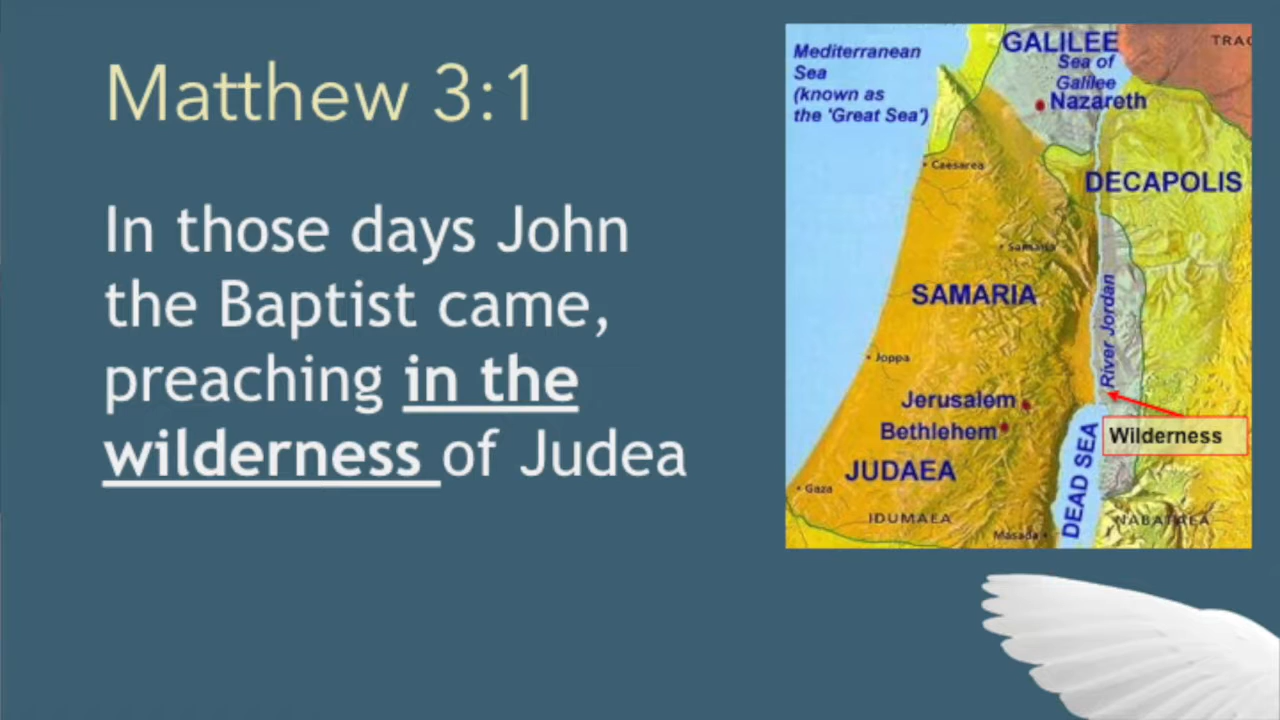 Matthew 3:1
In those days John
the Baptist came,
preaching in the
wilderness of Judea
Mediterranean
Sea
(known as
the 'Great Sea')
GALILEE
TRAC
Sea of
Galilee
Nazareth
Caesarea
DECAPOLIS
Samaria
SAMARIA
River Jordan
Joppa
Jerusalem
Bethlehem
Wilderness
JUDAEA
DEAD SEA
Gaza
IDUMAEA
NABATAEA
Masada